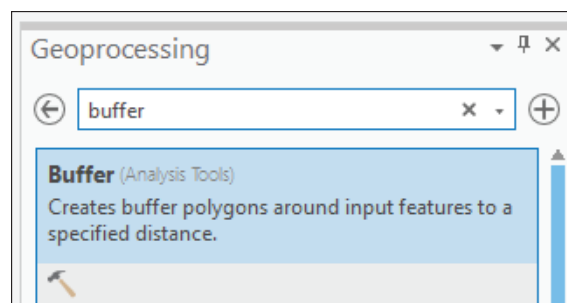 Geoprocessing
buffer
Buffer (Analysis Tools)
Creates buffer polygons around input features to a
specified distance.